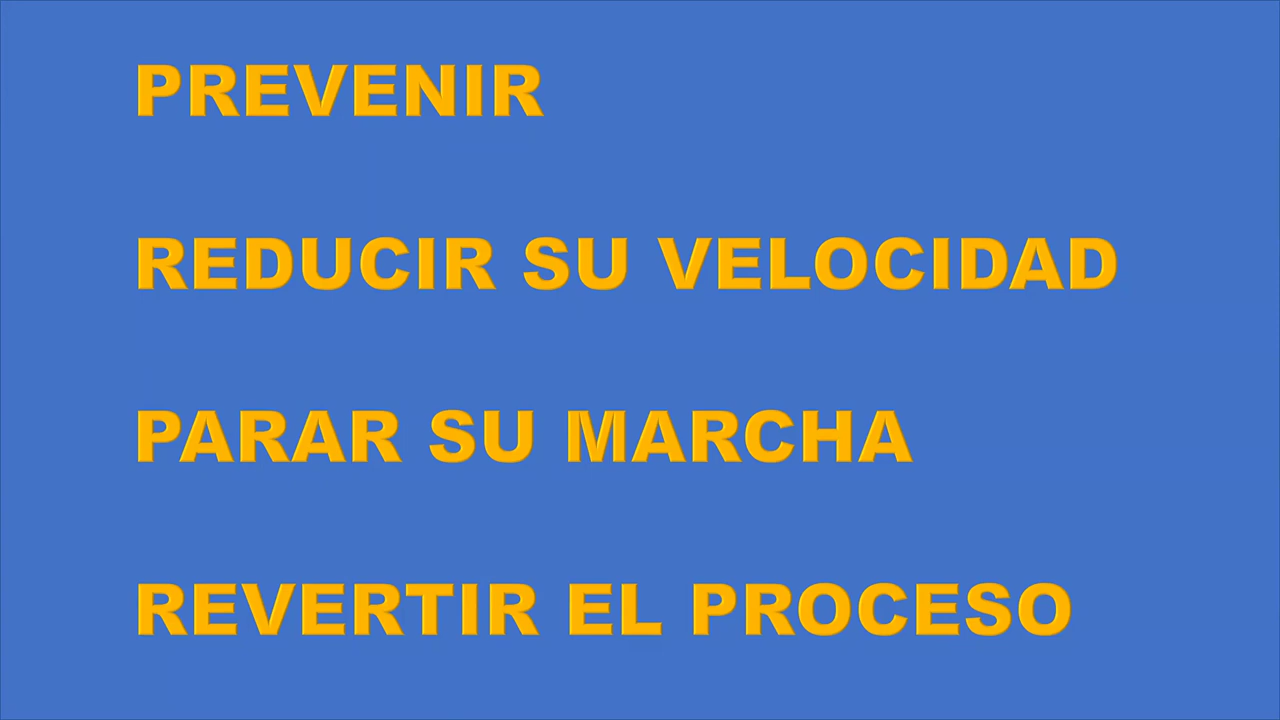 PREVENIR
REDUCIR SU VELOCIDAD
PARAR SU MARCHA
REVERTIR EL PROCESO